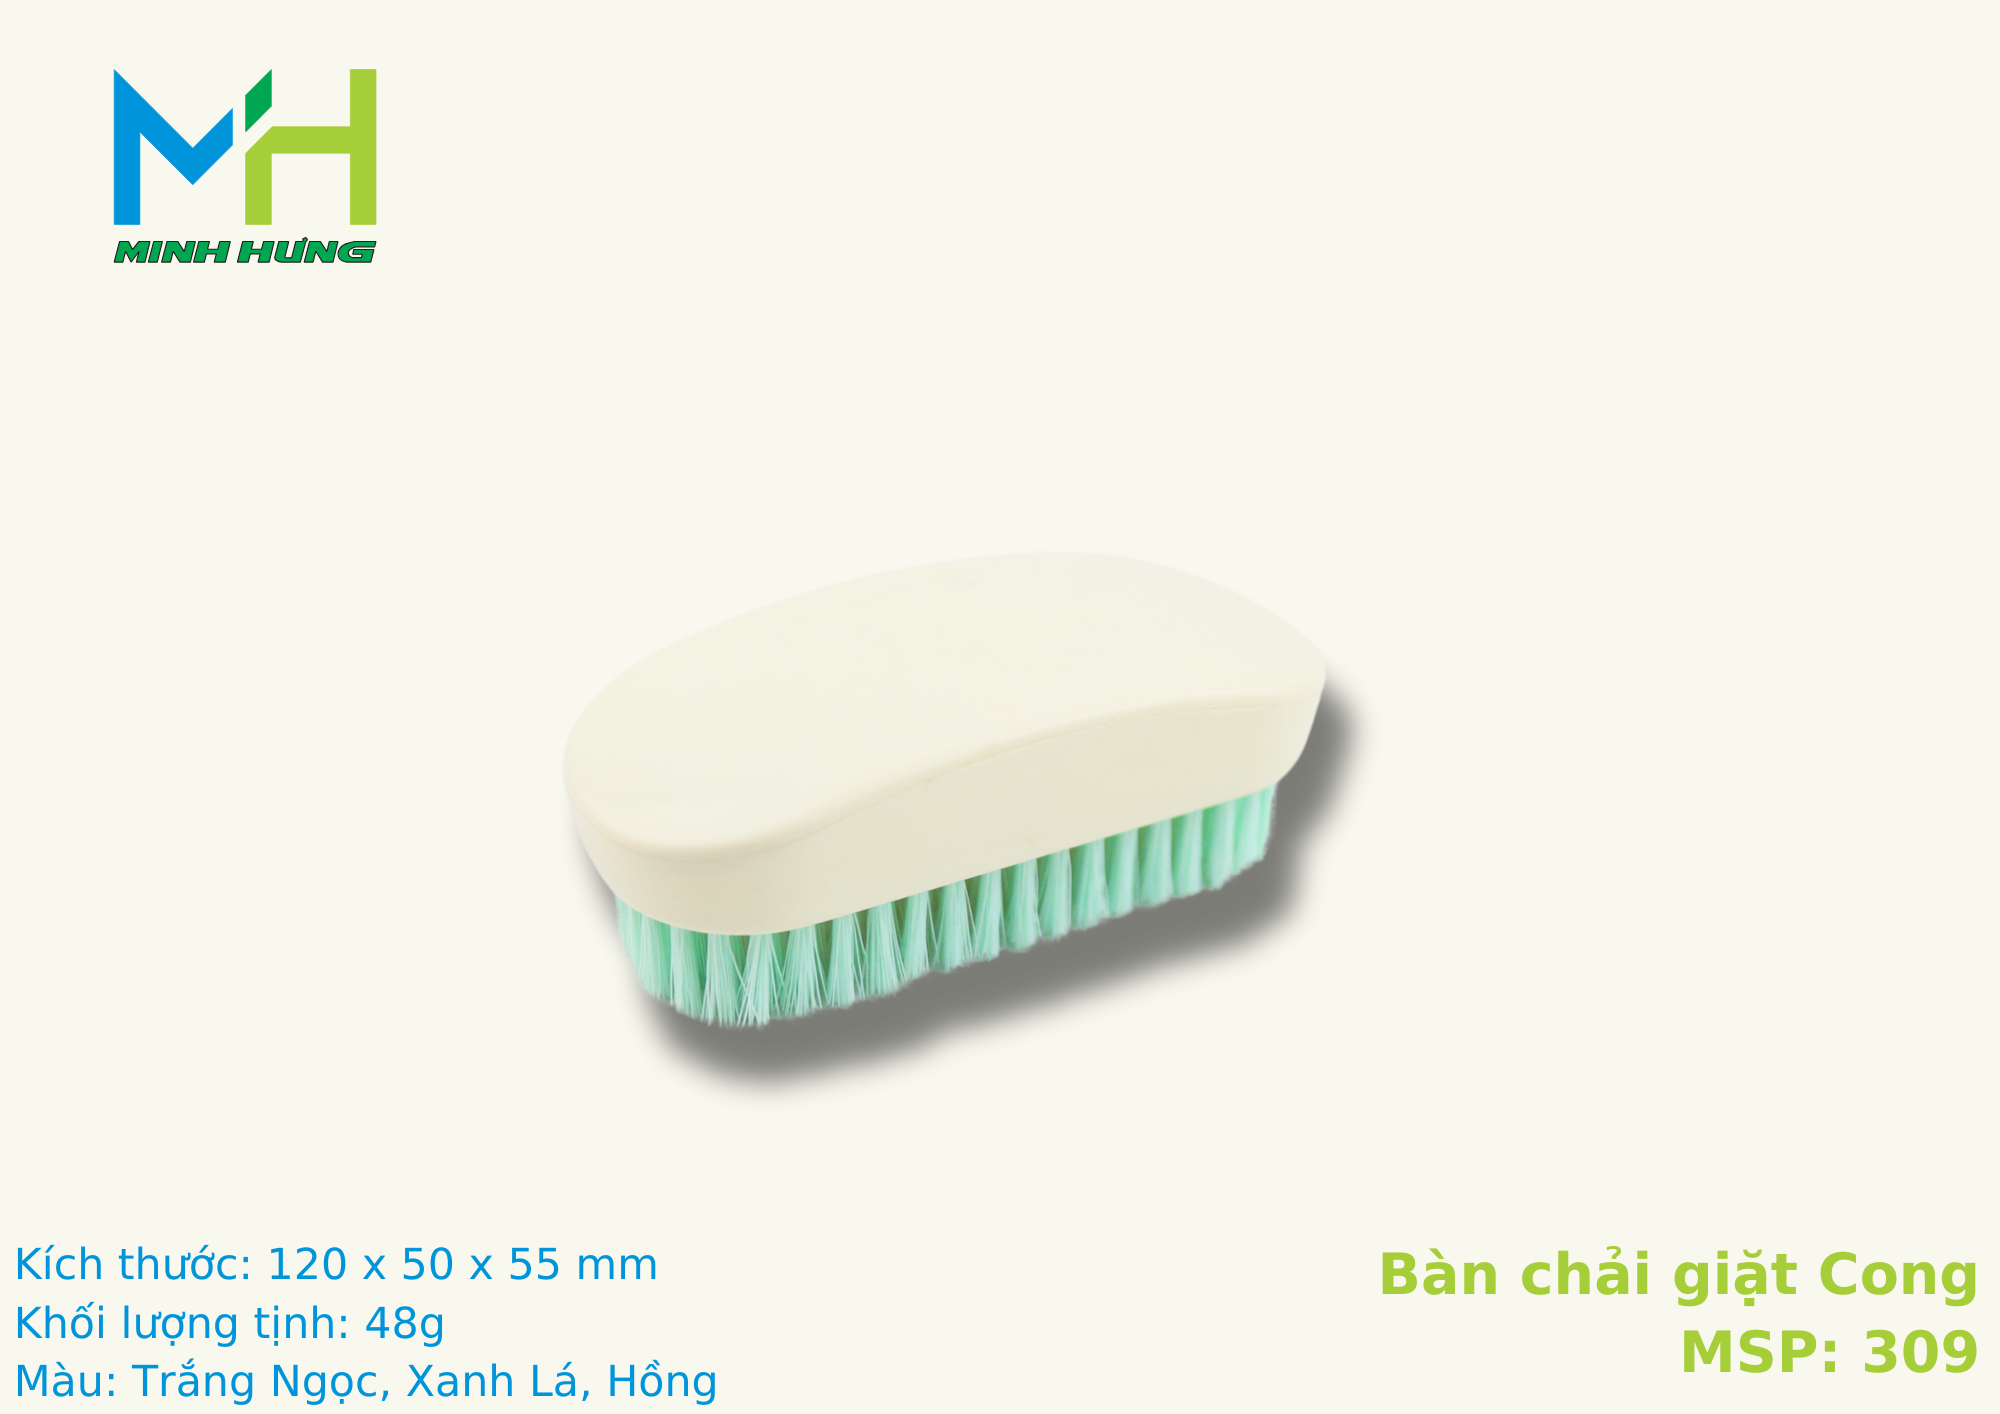 MINH HƯNG
Kích thước: 120 x 50 x 55 mm
Khối lượng tịnh: 48g
Màu: Trắng Ngọc, Xanh Lá, Hồng
Bàn chải giặt Cong
MSP: 309